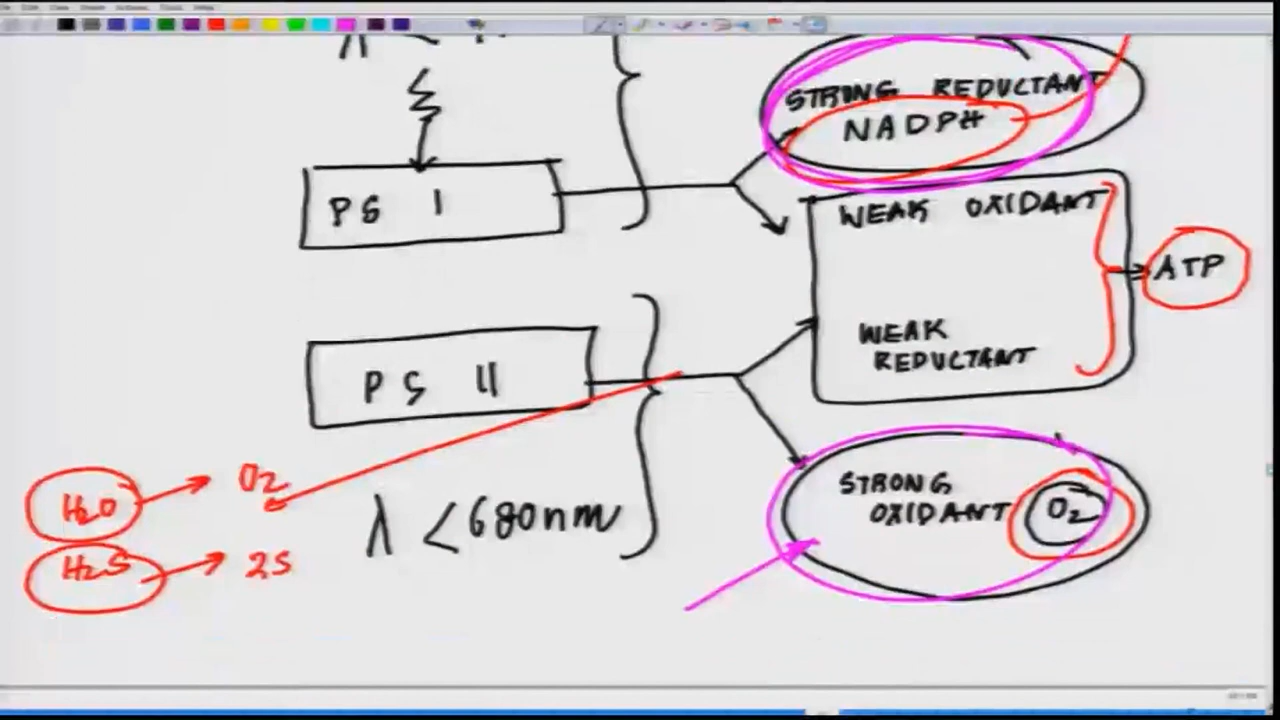 λ <
STRONG REDUCTANT
NADPH
PS I
WEAK OXIDANT
ATP
WEAK
REDUCTANT
PS II
H2O → O2
STRONG
OXIDANT O2
λ < 680nm
H2S → 2S